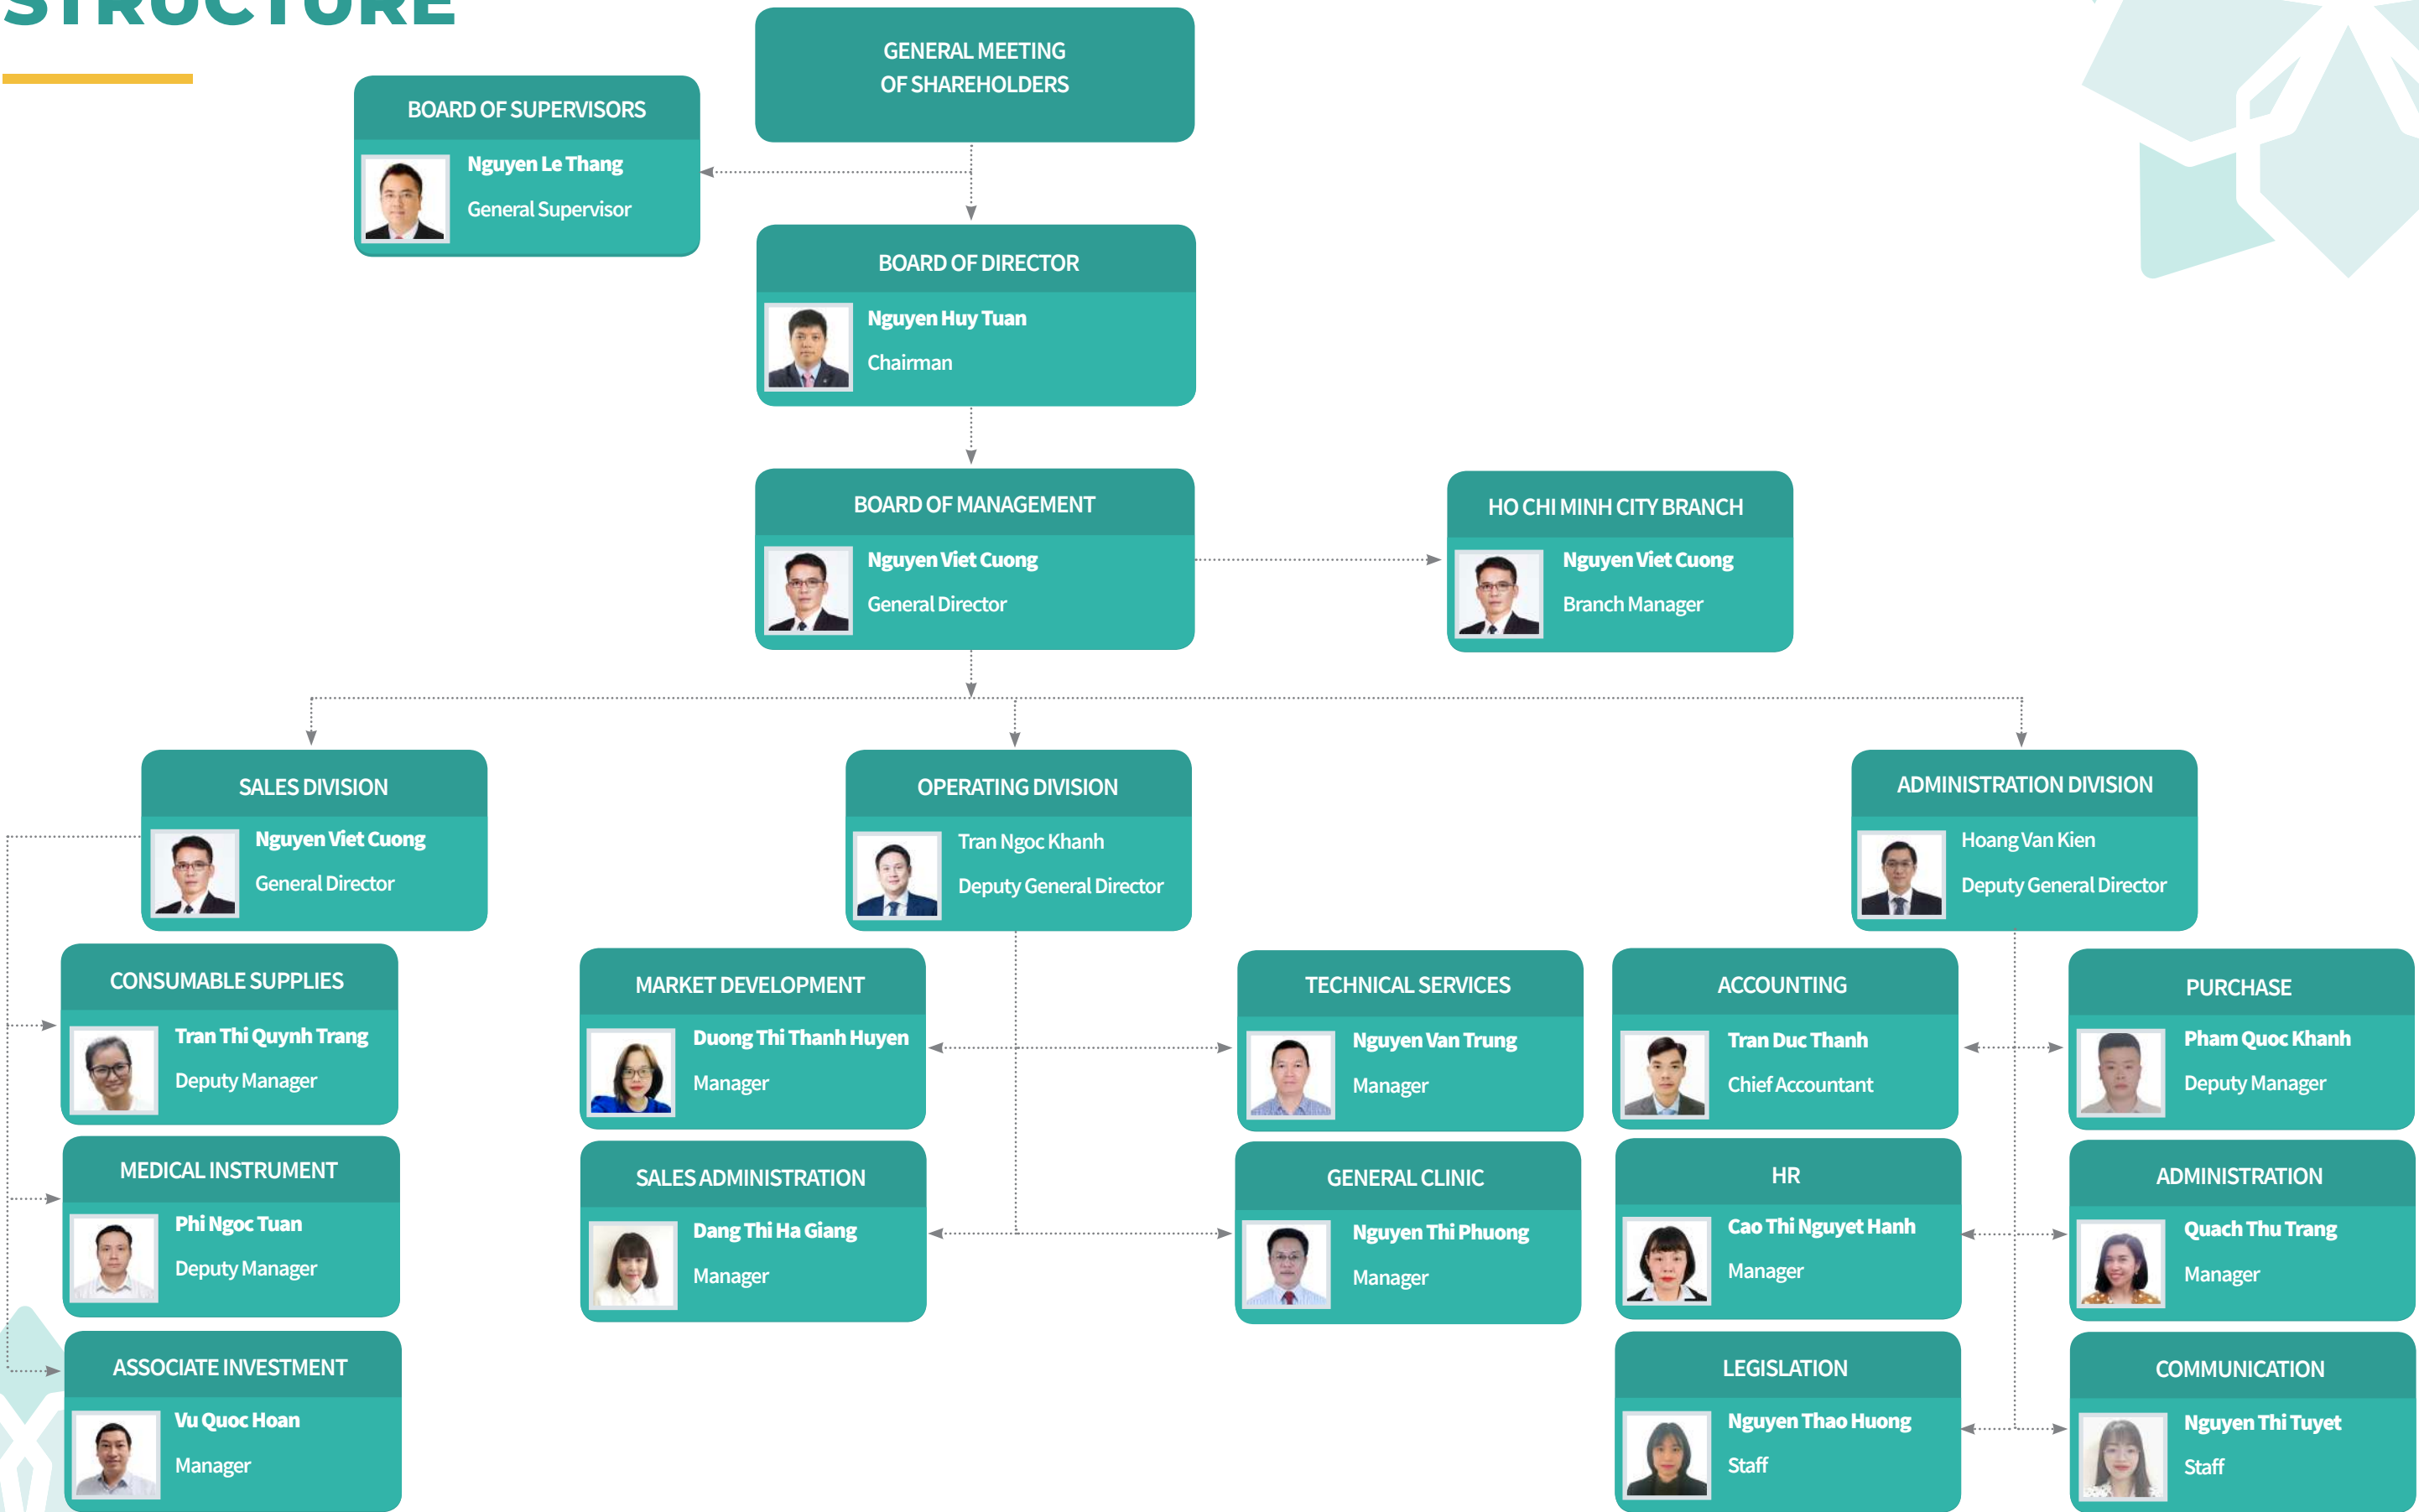 STRUCTURE
GENERAL MEETING
OF SHAREHOLDERS
BOARD OF SUPERVISORS
Nguyen Le Thang
General Supervisor
BOARD OF DIRECTOR
Nguyen Huy Tuan
Chairman
BOARD OF MANAGEMENT
Nguyen Viet Cuong
General Director
HO CHI MINH CITY BRANCH
Nguyen Viet Cuong
Branch Manager
SALES DIVISION
Nguyen Viet Cuong
General Director
OPERATING DIVISION
Tran Ngoc Khanh
Deputy General Director
ADMINISTRATION DIVISION
Hoang Van Kien
Deputy General Director
CONSUMABLE SUPPLIES
Tran Thi Quynh Trang
Deputy Manager
MEDICAL INSTRUMENT
Phi Ngoc Tuan
Deputy Manager
ASSOCIATE INVESTMENT
Vu Quoc Hoan
Manager
MARKET DEVELOPMENT
Duong Thi Thanh Huyen
Manager
TECHNICAL SERVICES
Nguyen Van Trung
Manager
SALES ADMINISTRATION
Dang Thi Ha Giang
Manager
GENERAL CLINIC
Nguyen Thi Phuong
Manager
ACCOUNTING
Tran Duc Thanh
Chief Accountant
PURCHASE
Pham Quoc Khanh
Deputy Manager
HR
Cao Thi Nguyet Hanh
Manager
ADMINISTRATION
Quach Thu Trang
Manager
LEGISLATION
Nguyen Thao Huong
Staff
COMMUNICATION
Nguyen Thi Tuyet
Staff